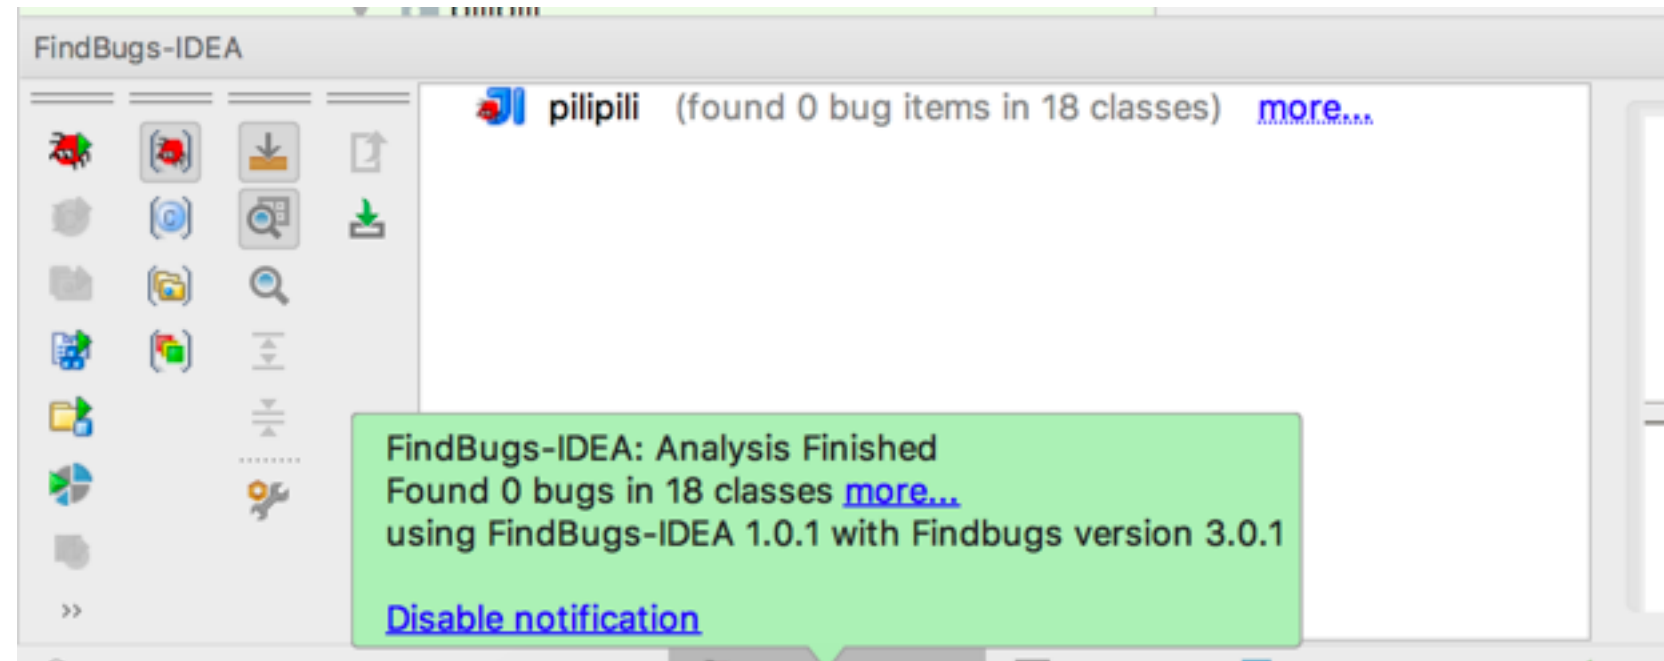 FindBugs-IDEA
pilipili (found 0 bug items in 18 classes) more...
FindBugs-IDEA: Analysis Finished
Found 0 bugs in 18 classes more...
using FindBugs-IDEA 1.0.1 with Findbugs version 3.0.1
Disable notification